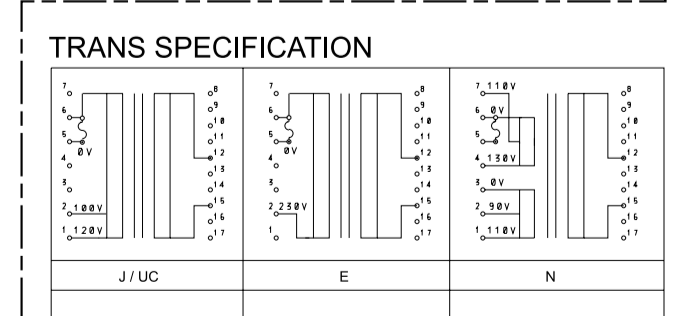 TRANS SPECIFICATION
7
6
5
0V
4
3
2 100V
1 120V
8
9
10
11
12
13
14
15
16
17
7
6
5
0V
4
3
2 230V
1
8
9
10
11
12
13
14
15
16
17
7 110V
6 0V
5
4 130V
3 0V
2 90V
1 110V
8
9
10
11
12
13
14
15
16
17
J / UC
E
N